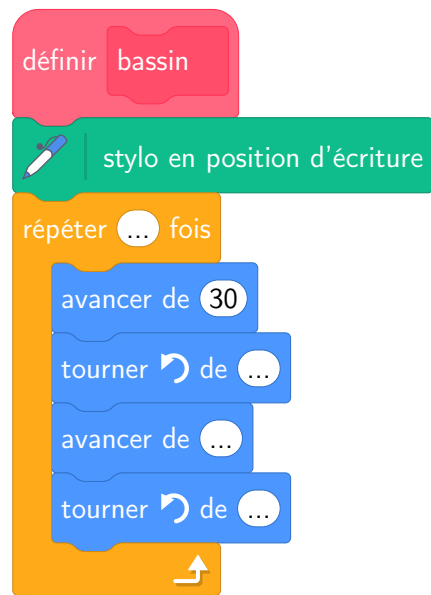 définir bassin
stylo en position d'écriture
répéter ... fois
avancer de 30
tourner de ...
avancer de ...
tourner de ...